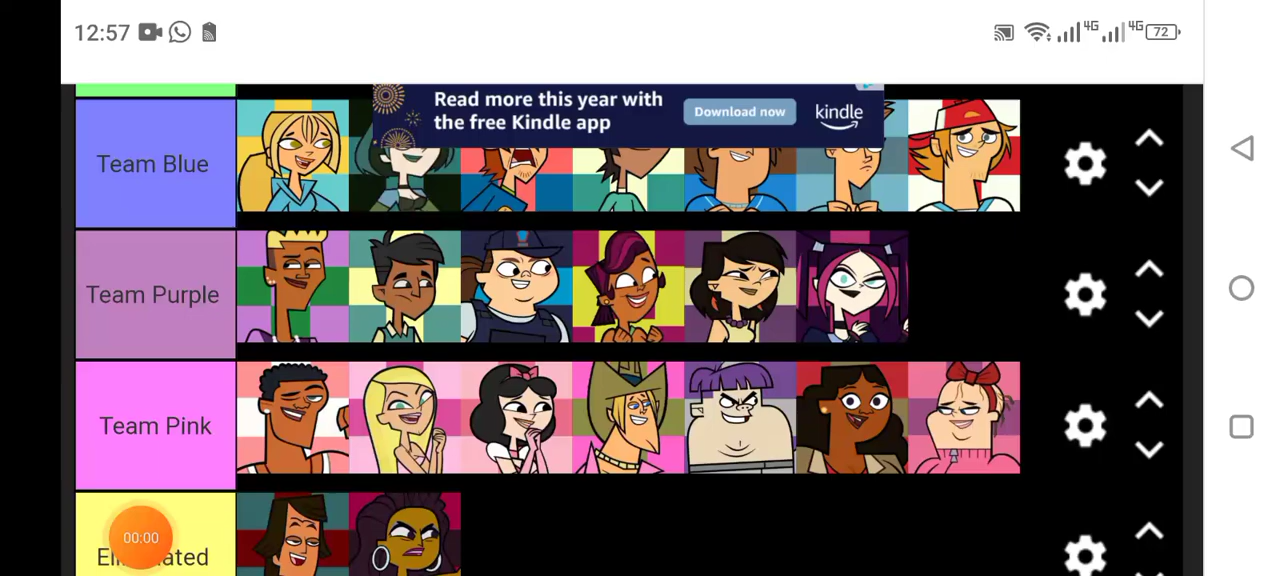 12:57
4G
4G
72
Read more this year with
the free Kindle app
Download now
kindle
Team Blue
Team Purple
Team Pink
00:00